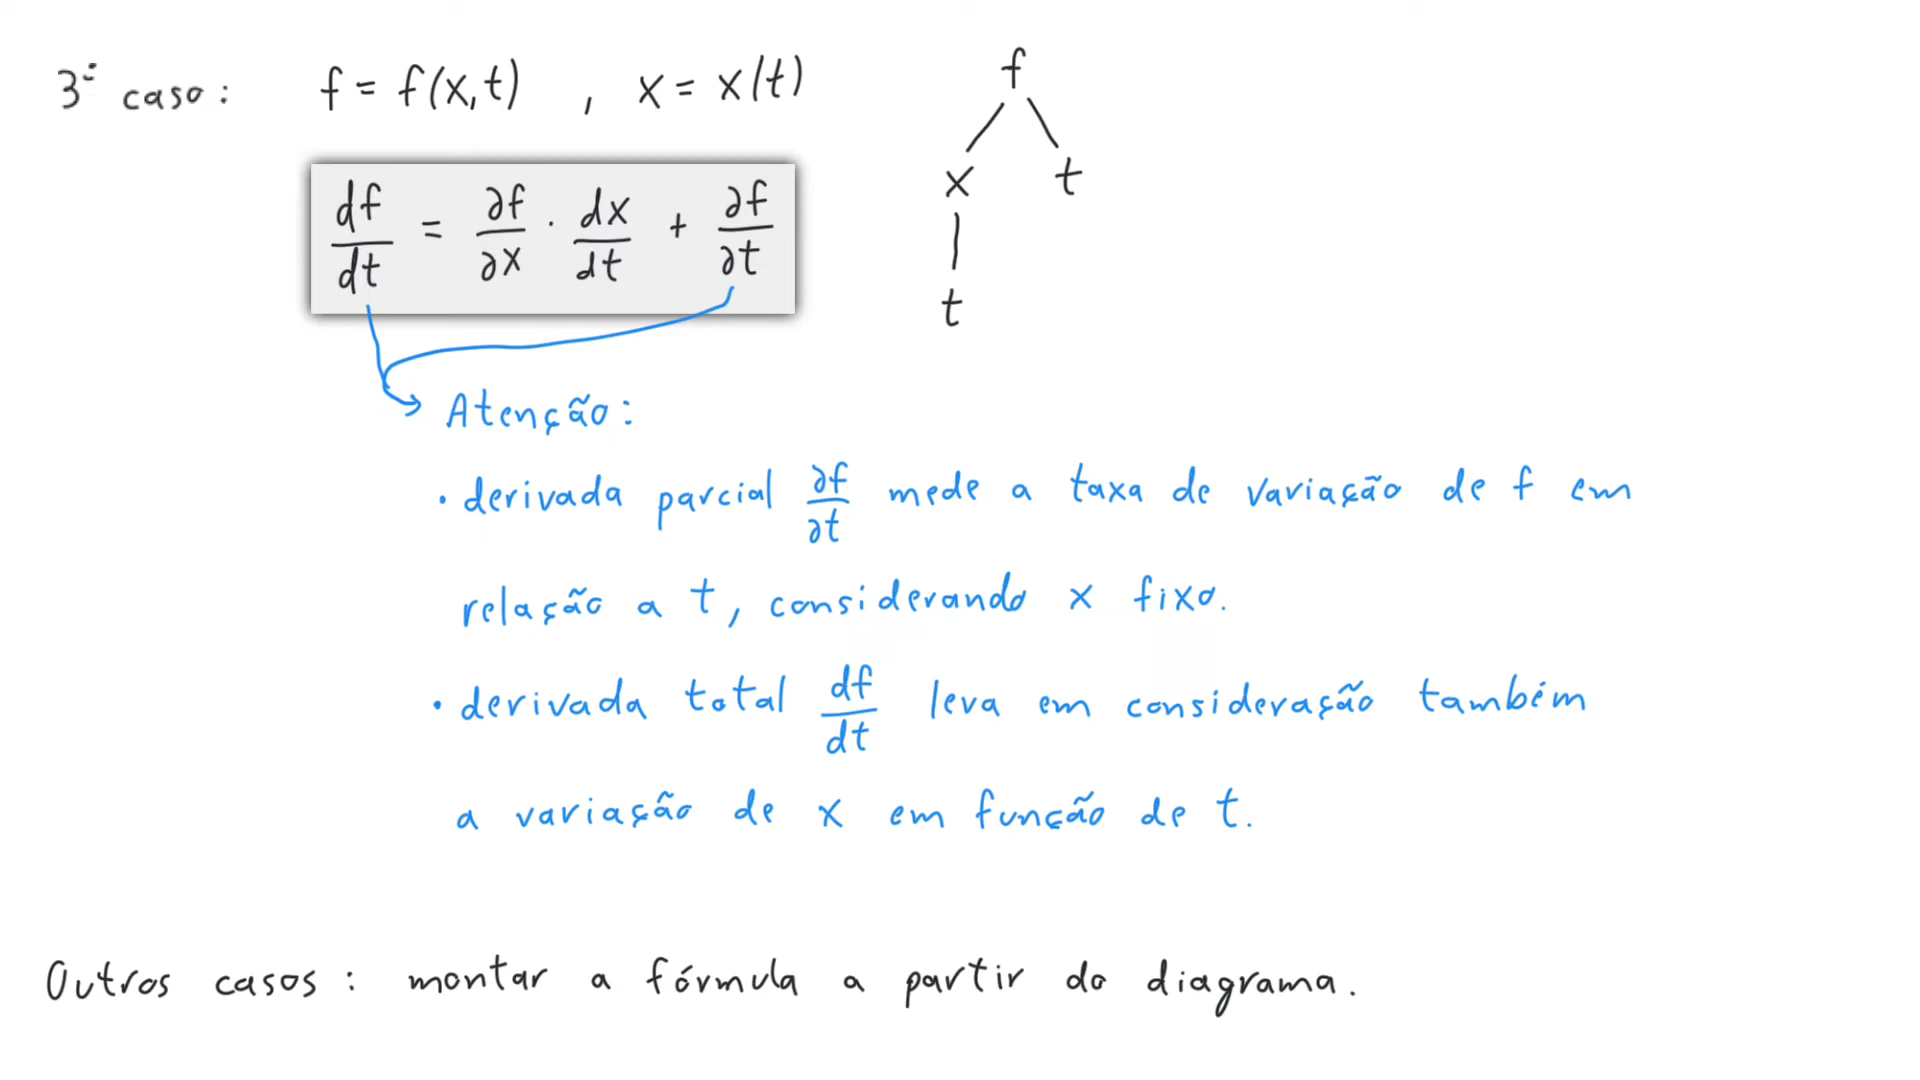 3º caso: f = f(x,t) , x = x(t)
df/dt = ∂f/∂x · dx/dt + ∂f/∂t
f
x t
t
Atenção:
• derivada parcial ∂f/∂t mede a taxa de variação de f em
relação a t, considerando x fixo.
• derivada total df/dt leva em consideração também
a variação de x em função de t.
Outros casos: montar a fórmula a partir do diagrama.